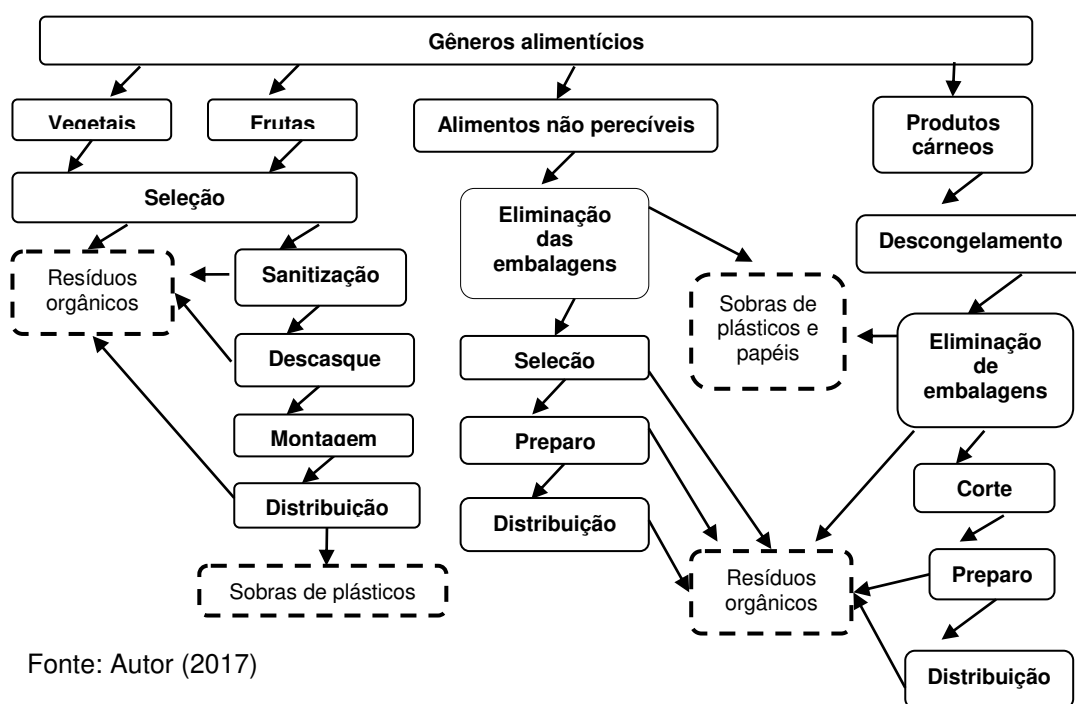 Gêneros alimentícios
Vegetais
Frutas
Alimentos não perecíveis
Produtos
cárneos
Seleção
Eliminação
das
embalagens
Descongelamento
Resíduos
orgânicos
Sanitização
Sobras de
plásticos e
papéis
Eliminação
de
embalagens
Descasque
Seleção
Montagem
Preparo
Corte
Distribuição
Distribuição
Resíduos
orgânicos
Preparo
Sobras de plásticos
Distribuição
Fonte: Autor (2017)